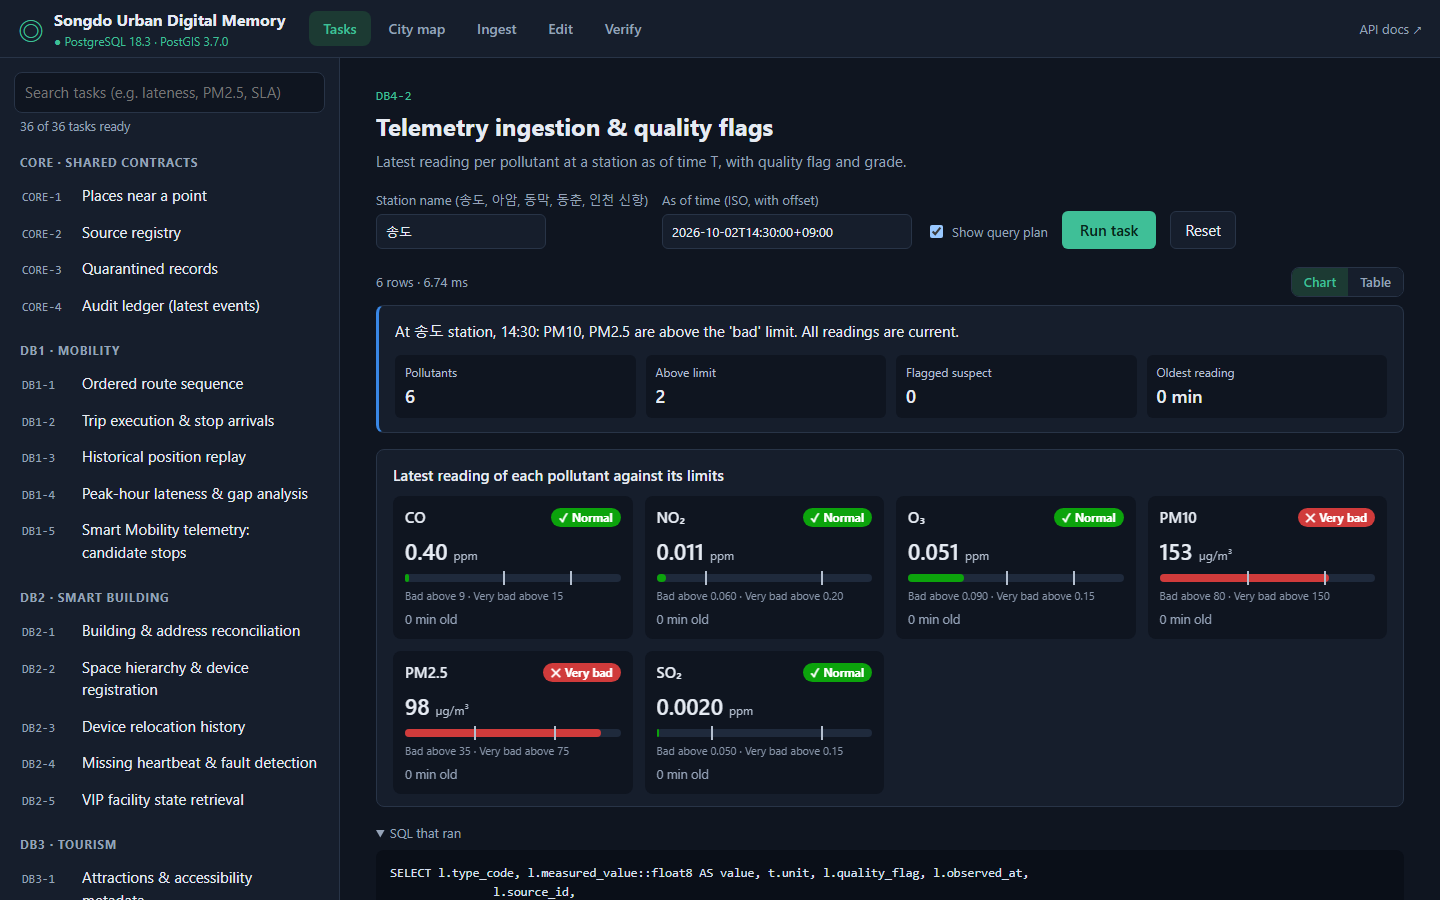 Songdo Urban Digital Memory
● PostgreSQL 18.3 · PostGIS 3.7.0
Tasks
City map
Ingest
Edit
Verify
API docs ↗
Search tasks (e.g. lateness, PM2.5, SLA)
36 of 36 tasks ready
CORE · SHARED CONTRACTS
CORE-1 Places near a point
CORE-2 Source registry
CORE-3 Quarantined records
CORE-4 Audit ledger (latest events)
DB1 · MOBILITY
DB1-1 Ordered route sequence
DB1-2 Trip execution & stop arrivals
DB1-3 Historical position replay
DB1-4 Peak-hour lateness & gap analysis
DB1-5 Smart Mobility telemetry:
candidate stops
DB2 · SMART BUILDING
DB2-1 Building & address reconciliation
DB2-2 Space hierarchy & device
registration
DB2-3 Device relocation history
DB2-4 Missing heartbeat & fault detection
DB2-5 VIP facility state retrieval
DB3 · TOURISM
DB3-1 Attractions & accessibility
metadata
DB4-2
Telemetry ingestion & quality flags
Latest reading per pollutant at a station as of time T, with quality flag and grade.
Station name (송도, 아암, 동막, 동춘, 인천 신항)
송도
As of time (ISO, with offset)
2026-10-02T14:30:00+09:00
Show query plan
Run task
Reset
6 rows · 6.74 ms
Chart
Table
At 송도 station, 14:30: PM10, PM2.5 are above the 'bad' limit. All readings are current.
Pollutants
6
Above limit
2
Flagged suspect
0
Oldest reading
0 min
Latest reading of each pollutant against its limits
CO ✓ Normal
0.40 ppm
Bad above 9 · Very bad above 15
0 min old
NO₂ ✓ Normal
0.011 ppm
Bad above 0.060 · Very bad above 0.20
0 min old
O₃ ✓ Normal
0.051 ppm
Bad above 0.090 · Very bad above 0.15
0 min old
PM10 ✕ Very bad
153 µg/m³
Bad above 80 · Very bad above 150
0 min old
PM2.5 ✕ Very bad
98 µg/m³
Bad above 35 · Very bad above 75
0 min old
SO₂ ✓ Normal
0.0020 ppm
Bad above 0.050 · Very bad above 0.15
0 min old
▼ SQL that ran
SELECT l.type_code, l.measured_value::float8 AS value, t.unit, l.quality_flag, l.observed_at,
l.source_id,